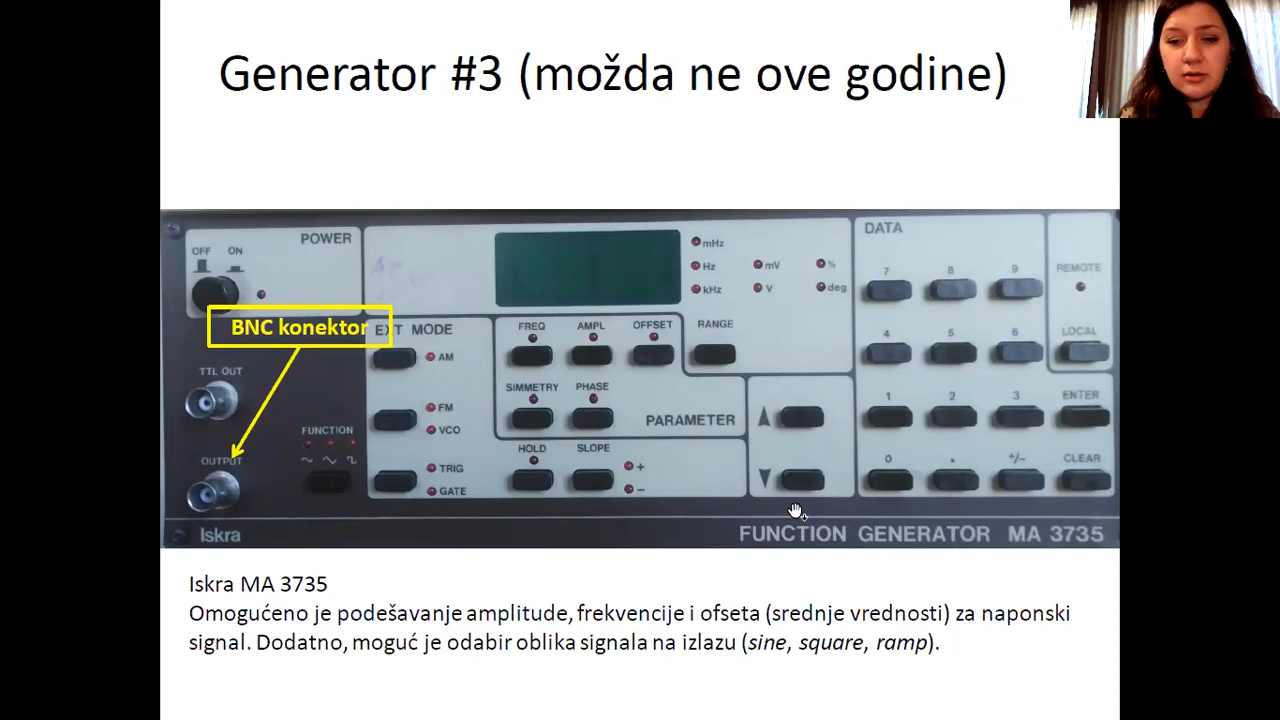 Generator #3 (možda ne ove godine)
POWER
OFF ON
BNC konektor
TTL OUT
FUNCTION
OUTPUT
Iskra
EXT MODE
AM
FM
VCO
TRIG
GATE
mHz
Hz
kHz
mV
V
%
deg
FREQ AMPL OFFSET RANGE
SIMMETRY PHASE
PARAMETER
HOLD SLOPE
+
–
DATA
7 8 9
4 5 6
1 2 3 ENTER
0 . +/– CLEAR
REMOTE
LOCAL
FUNCTION GENERATOR MA 3735
Iskra MA 3735
Omogućeno je podešavanje amplitude, frekvencije i ofseta (srednje vrednosti) za naponski
signal. Dodatno, moguć je odabir oblika signala na izlazu (sine, square, ramp).